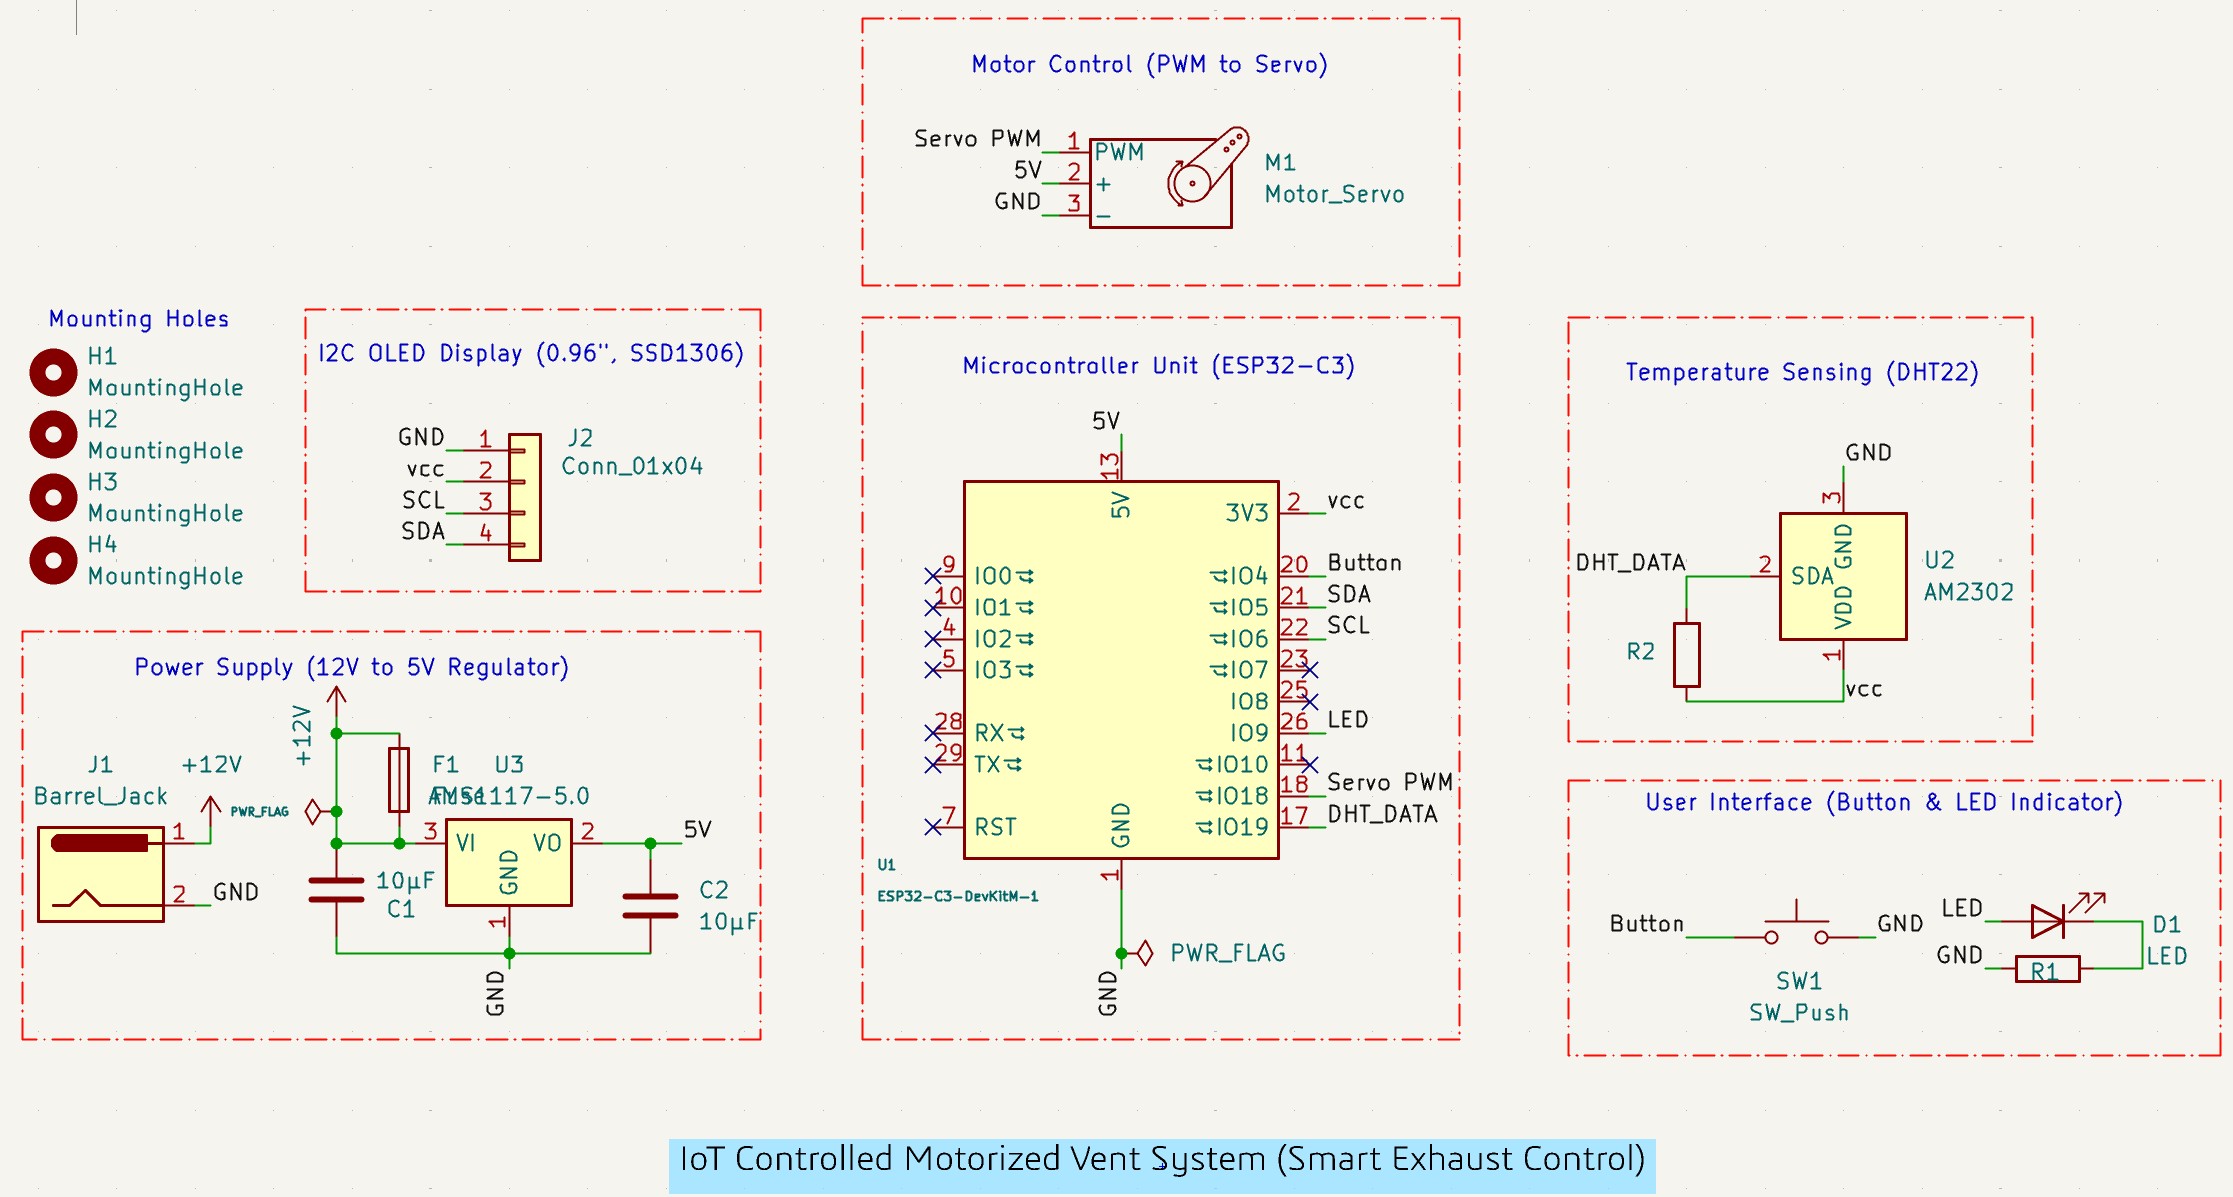 Motor Control (PWM to Servo)
Servo PWM
1
PWM
5V
2
+
GND
3
−
M1
Motor_Servo
Mounting Holes
H1
MountingHole
H2
MountingHole
H3
MountingHole
H4
MountingHole
I2C OLED Display (0.96", SSD1306)
GND
1
vcc
2
SCL
3
SDA
4
J2
Conn_01x04
Power Supply (12V to 5V Regulator)
+12V
J1
Barrel_Jack
+12V
PWR_FLAG
1
2
GND
F1
Fuse
U3
AMS1117-5.0
3
VI
VO
2
GND
1
5V
10µF
C1
C2
10µF
GND
Microcontroller Unit (ESP32-C3)
5V
13
5V
3V3
2
vcc
9
IO0
10
IO1
4
IO2
5
IO3
28
RX
29
TX
7
RST
IO4
20
Button
IO5
21
SDA
IO6
22
SCL
IO7
23
IO8
25
IO9
26
LED
IO10
11
IO18
18
Servo PWM
IO19
17
DHT_DATA
GND
1
U1
ESP32-C3-DevKitM-1
PWR_FLAG
GND
Temperature Sensing (DHT22)
GND
3
DHT_DATA
2
SDA
GND
VDD
1
vcc
R2
U2
AM2302
User Interface (Button & LED Indicator)
Button
GND
SW1
SW_Push
LED
GND
R1
D1
LED
IoT Controlled Motorized Vent System (Smart Exhaust Control)